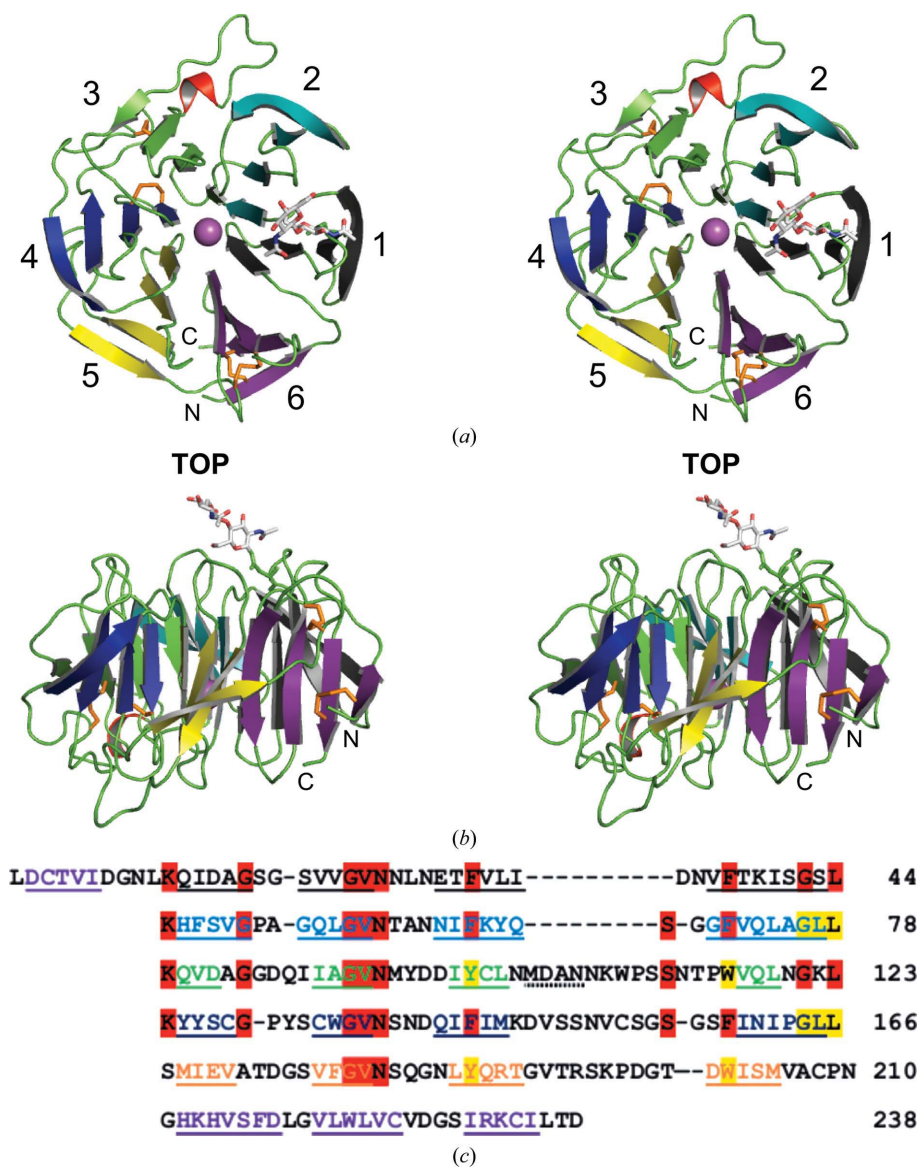 3 2 3 2
4 1 4 1
C C
5 6 5 6
N N
(a)
TOP TOP
N N
C C
(b)
LDCTVIDGNLKQIDAGSG-SVVGVNNLNETFVLI----------DNVFTKISGSL 44
KHFSVGPA-GQLGVNTANNIFKYQ---------S-GGFVQLAGLL 78
KQVDAGGDQIIAGVNMYDDIYCLNMDANNKWPSSNTPWVQLNGKL 123
KYYSCG-PYSCWGVNSNDQIFIMKDVSSNVCSGS-GSFINIPGLL 166
SMIEVATDGSVFGVNSQGNLYQRTGVTRSKPDGT--DWISMVACPN 210
GHKHVSFDLGVLWLVCVDGSIRKCILTD 238
(c)